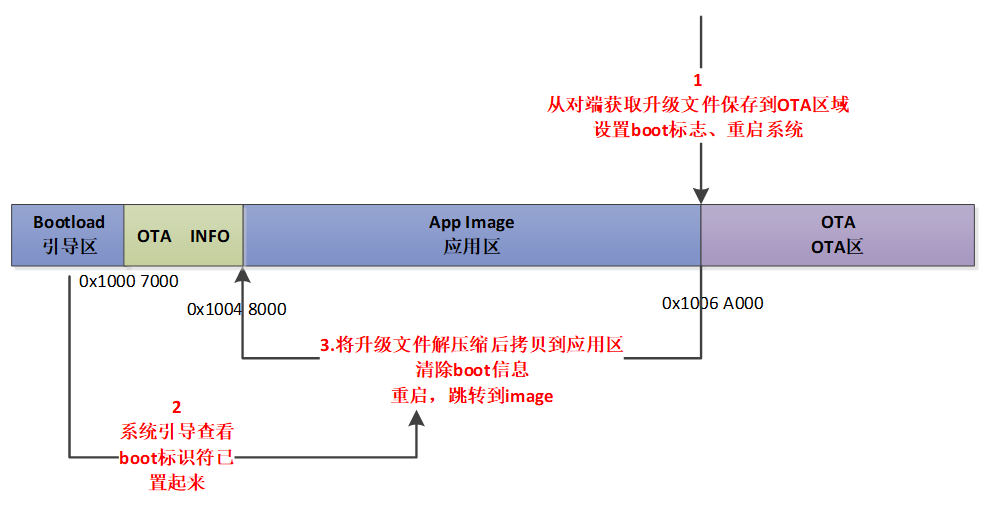 1
从对端获取升级文件保存到OTA区域
设置boot标志、重启系统
Bootload
引导区
OTA INFO
App Image
应用区
OTA
OTA区
0x1000 7000
0x1004 8000
0x1006 A000
3.将升级文件解压缩后拷贝到应用区
清除boot信息
重启，跳转到image
2
系统引导查看
boot标识符已
置起来